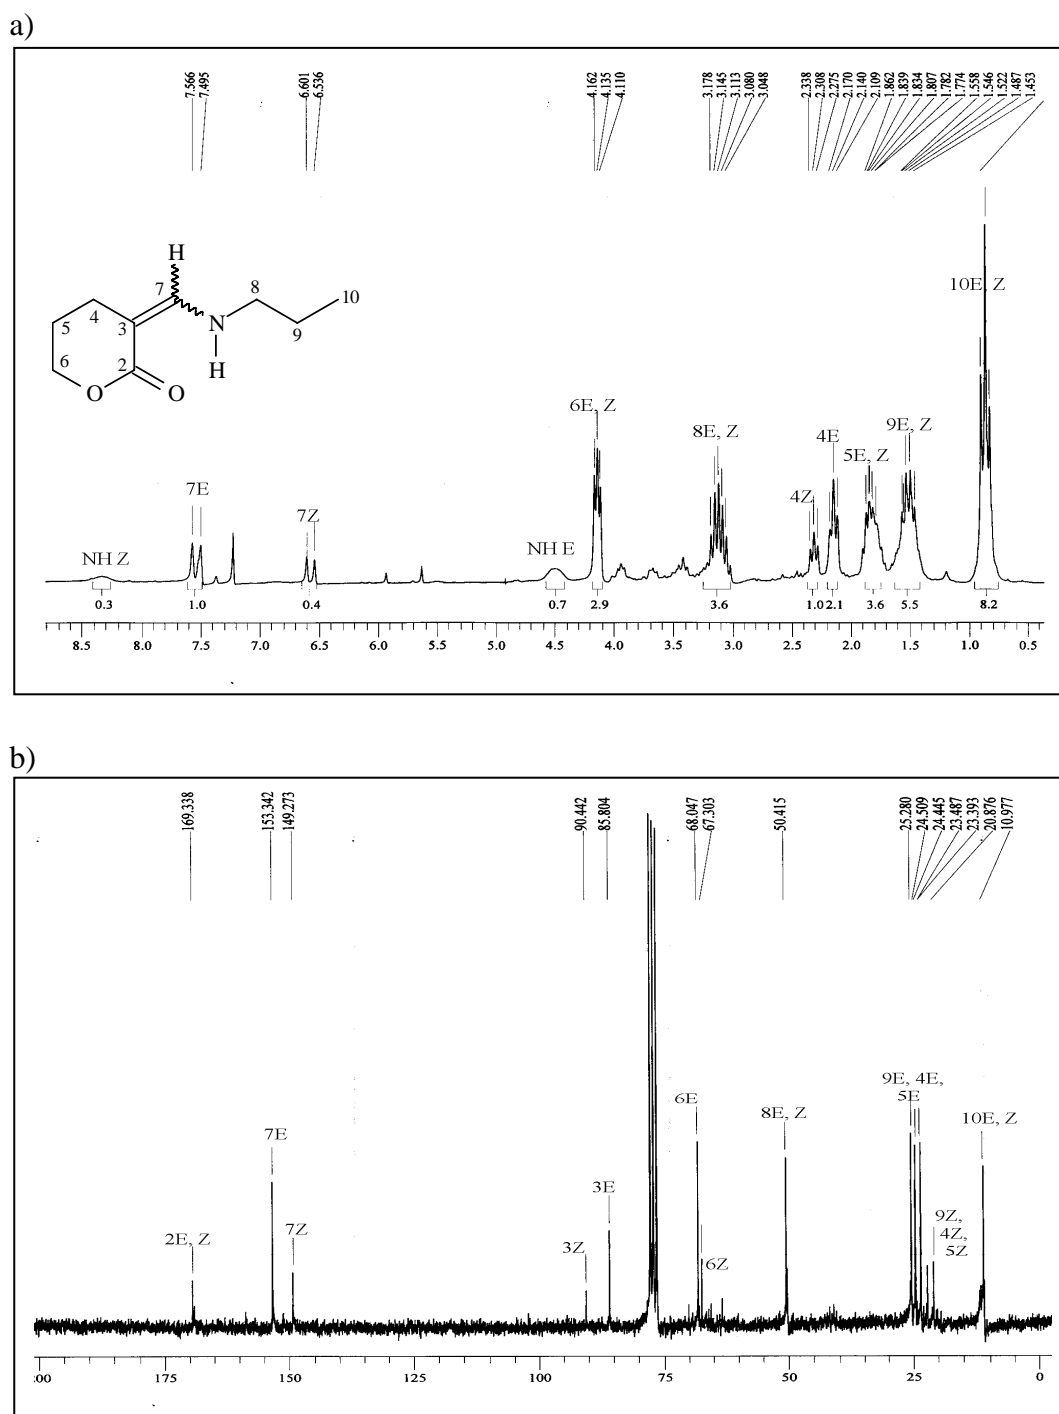 a)
7.566
7.495
6.601
6.536
4.162
4.135
4.110
3.178
3.145
3.113
3.080
3.048
2.338
2.308
2.275
2.170
2.140
2.109
1.862
1.839
1.834
1.807
1.782
1.774
1.558
1.546
1.522
1.487
1.453
H
7
8
10
4
5
3
N
9
6
2
H
O
O
10E, Z
6E, Z
8E, Z
4E
9E, Z
5E, Z
7E
7Z
4Z
NH Z
NH E
0.3 1.0 0.4 0.7 2.9 3.6 1.0 2.1 3.6 5.5 8.2
8.5 8.0 7.5 7.0 6.5 6.0 5.5 5.0 4.5 4.0 3.5 3.0 2.5 2.0 1.5 1.0 0.5
b)
169.338
153.342
149.273
90.442
85.804
68.047
67.303
50.415
25.280
24.509
24.445
23.487
23.393
20.876
10.977
9E, 4E,
5E
6E
8E, Z
10E, Z
7E
3E
7Z
2E, Z
3Z
6Z
9Z,
4Z,
5Z
200 175 150 125 100 75 50 25 0